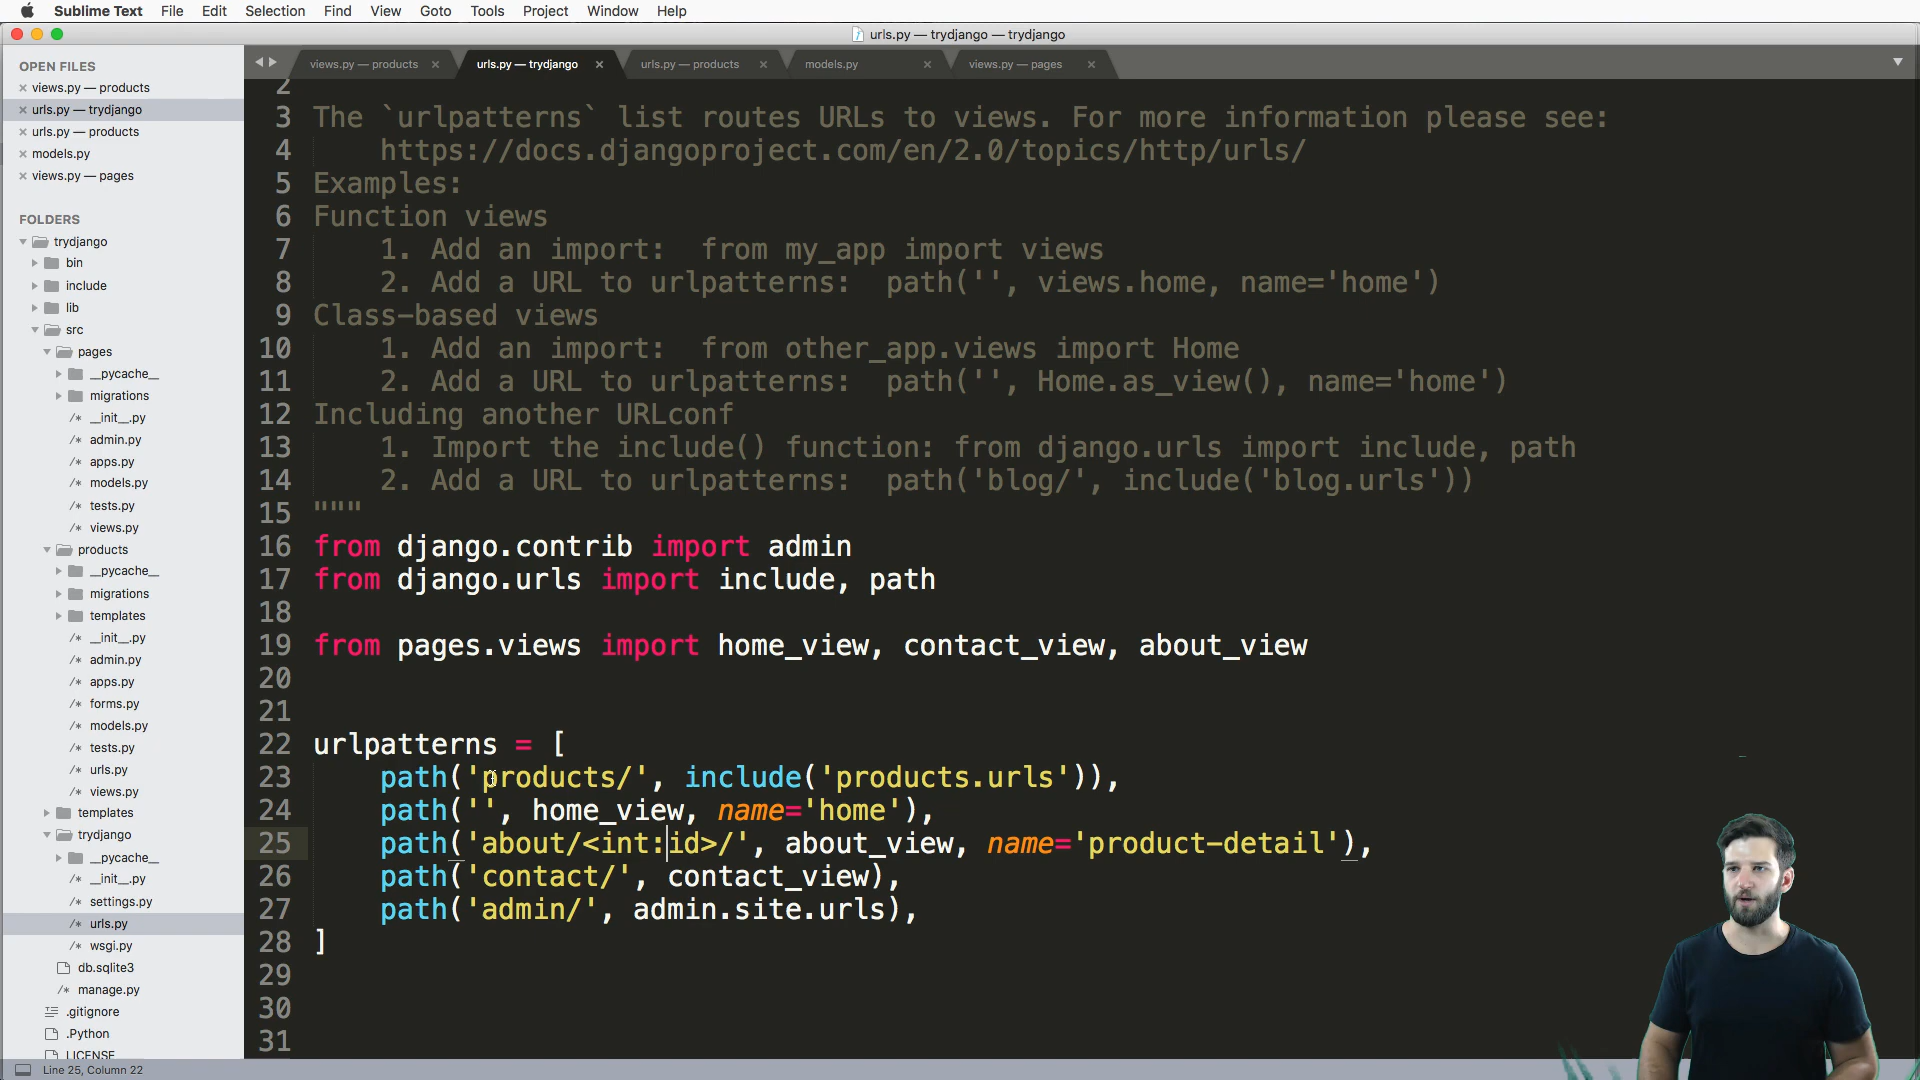 Sublime Text File Edit Selection Find View Goto Tools Project Window Help
urls.py — trydjango — trydjango
OPEN FILES
views.py — products
urls.py — trydjango
urls.py — products
models.py
views.py — pages
FOLDERS
trydjango
bin
include
lib
src
pages
__pycache__
migrations
__init__.py
admin.py
apps.py
models.py
tests.py
views.py
products
__pycache__
migrations
templates
__init__.py
admin.py
apps.py
forms.py
models.py
tests.py
urls.py
views.py
templates
trydjango
__pycache__
__init__.py
settings.py
urls.py
wsgi.py
db.sqlite3
manage.py
.gitignore
.Python
LICENSE
views.py — products urls.py — trydjango urls.py — products models.py views.py — pages
2
3 The `urlpatterns` list routes URLs to views. For more information please see:
4     https://docs.djangoproject.com/en/2.0/topics/http/urls/
5 Examples:
6 Function views
7     1. Add an import:  from my_app import views
8     2. Add a URL to urlpatterns:  path('', views.home, name='home')
9 Class-based views
10     1. Add an import:  from other_app.views import Home
11     2. Add a URL to urlpatterns:  path('', Home.as_view(), name='home')
12 Including another URLconf
13     1. Import the include() function: from django.urls import include, path
14     2. Add a URL to urlpatterns:  path('blog/', include('blog.urls'))
15 """
16 from django.contrib import admin
17 from django.urls import include, path
18
19 from pages.views import home_view, contact_view, about_view
20
21
22 urlpatterns = [
23     path('products/', include('products.urls')),
24     path('', home_view, name='home'),
25     path('about/<int:id>/', about_view, name='product-detail'),
26     path('contact/', contact_view),
27     path('admin/', admin.site.urls),
28 ]
29
30
31
Line 25, Column 22